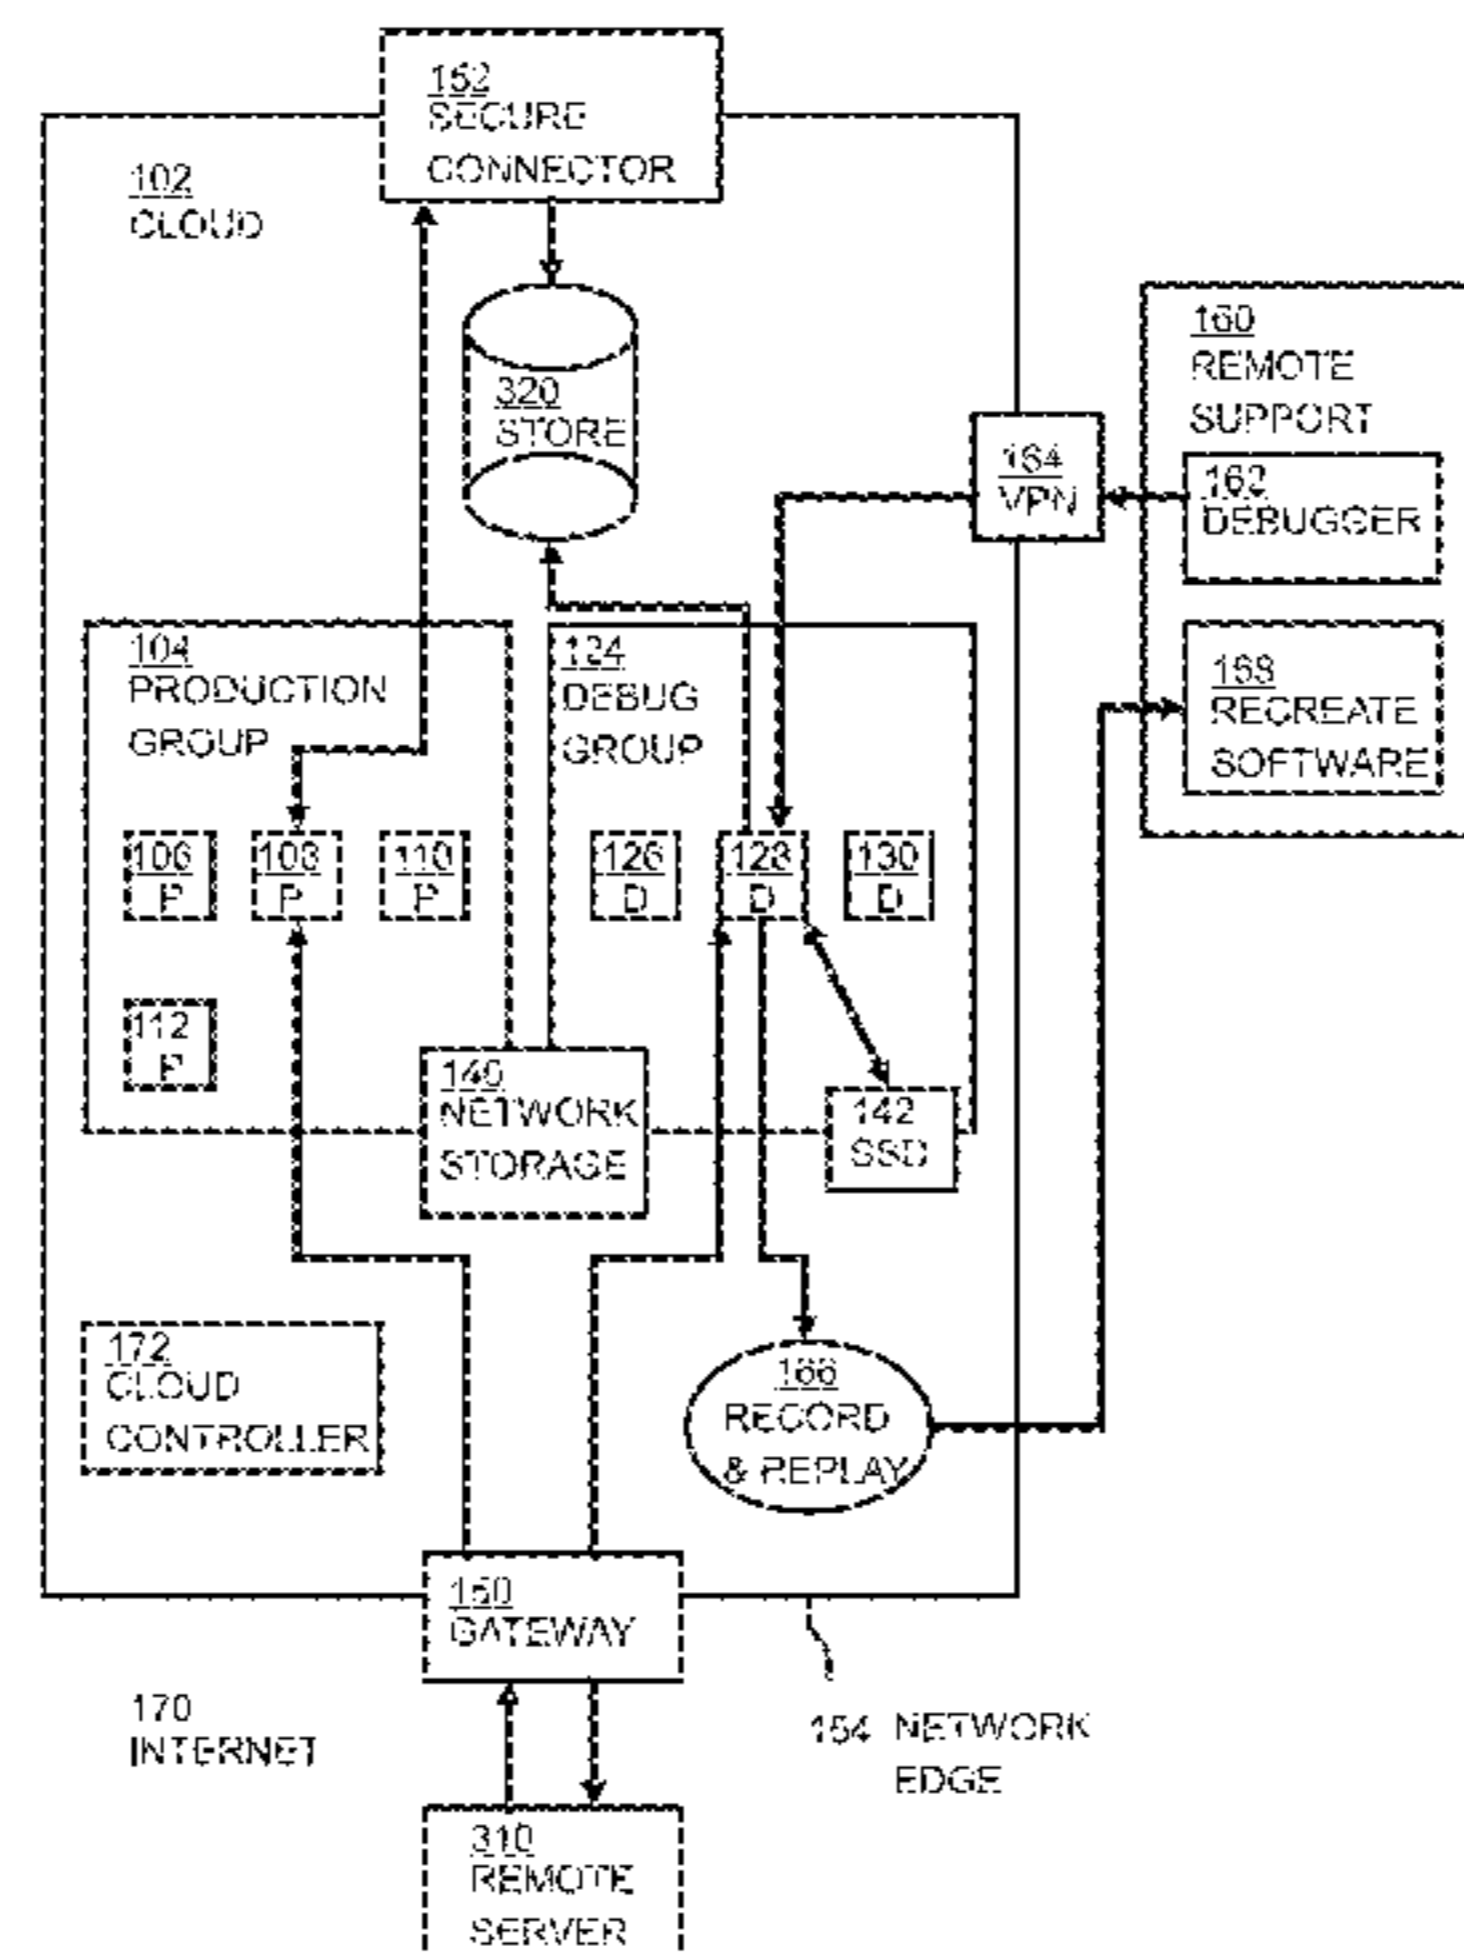 152
SECURE
CONNECTOR
102
CLOUD
320
STORE
160
REMOTE
SUPPORT
164
VPN
162
DEBUGGER
168
RECREATE
SOFTWARE
104
PRODUCTION
GROUP
124
DEBUG
GROUP
106
P
108
P
110
P
126
D
128
D
130
D
112
P
140
NETWORK
STORAGE
142
SSD
172
CLOUD
CONTROLLER
166
RECORD
& REPLAY
150
GATEWAY
170
INTERNET
154 NETWORK
EDGE
310
REMOTE
SERVER